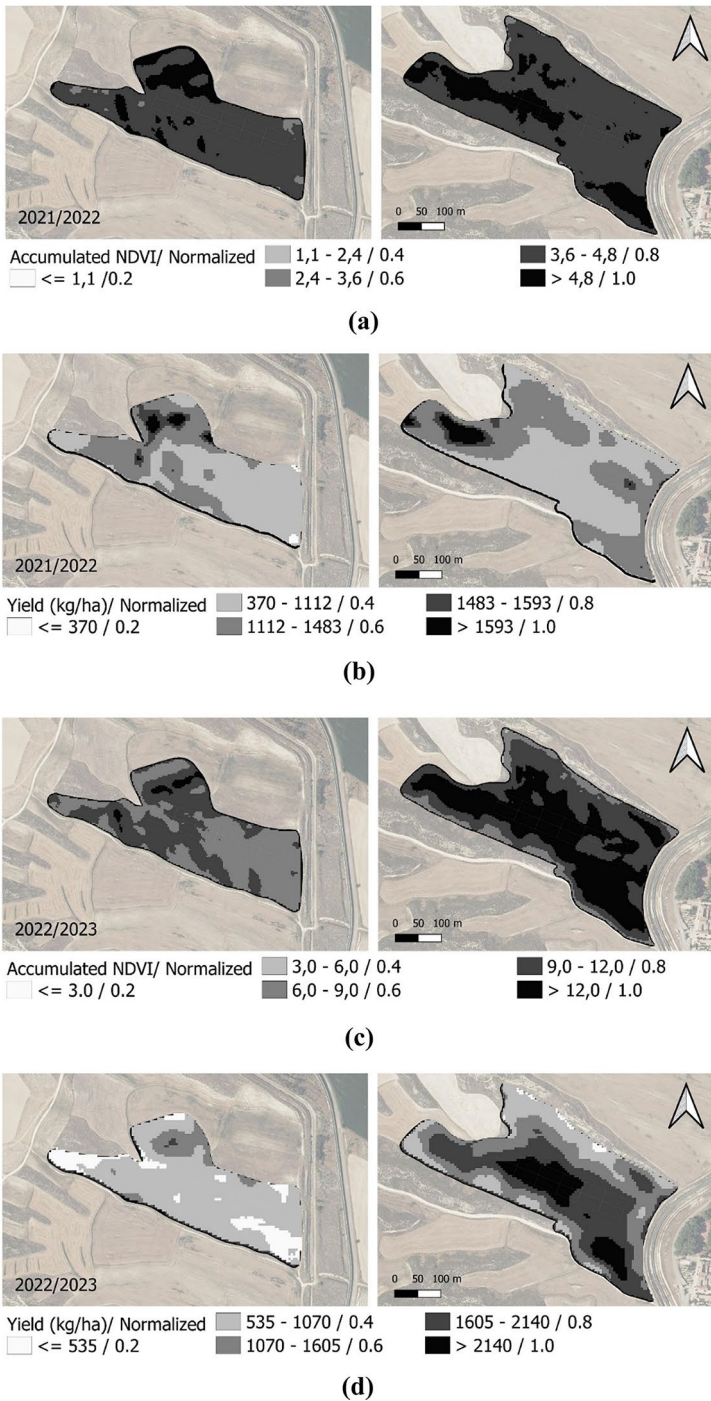 2021/2022
0 50 100 m
Accumulated NDVI/ Normalized
<= 1,1 /0.2
1,1 - 2,4 / 0.4
2,4 - 3,6 / 0.6
3,6 - 4,8 / 0.8
> 4,8 / 1.0
(a)
2021/2022
0 50 100 m
Yield (kg/ha)/ Normalized
<= 370 / 0.2
370 - 1112 / 0.4
1112 - 1483 / 0.6
1483 - 1593 / 0.8
> 1593 / 1.0
(b)
2022/2023
0 50 100 m
Accumulated NDVI/ Normalized
<= 3.0 / 0.2
3,0 - 6,0 / 0.4
6,0 - 9,0 / 0.6
9,0 - 12,0 / 0.8
> 12,0 / 1.0
(c)
2022/2023
0 50 100 m
Yield (kg/ha)/ Normalized
<= 535 / 0.2
535 - 1070 / 0.4
1070 - 1605 / 0.6
1605 - 2140 / 0.8
> 2140 / 1.0
(d)